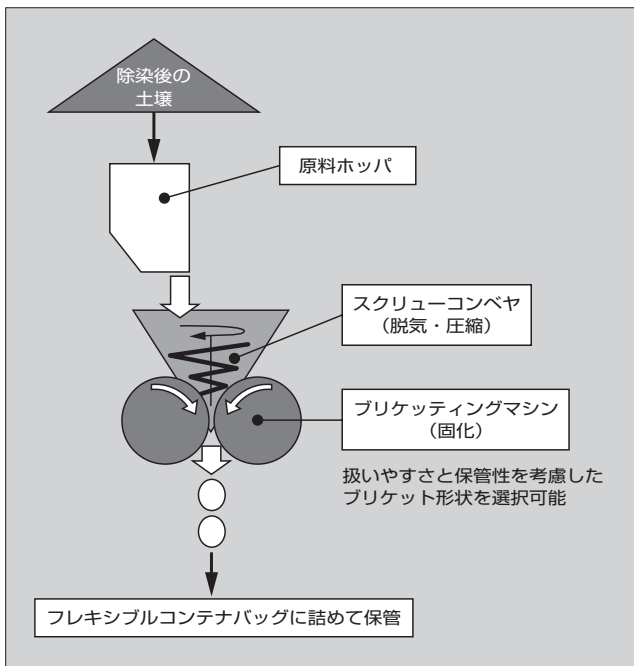 除染後の
土壌
原料ホッパ
スクリューコンベヤ
（脱気・圧縮）
ブリケッティングマシン
（固化）
扱いやすさと保管性を考慮した
ブリケット形状を選択可能
フレキシブルコンテナバッグに詰めて保管